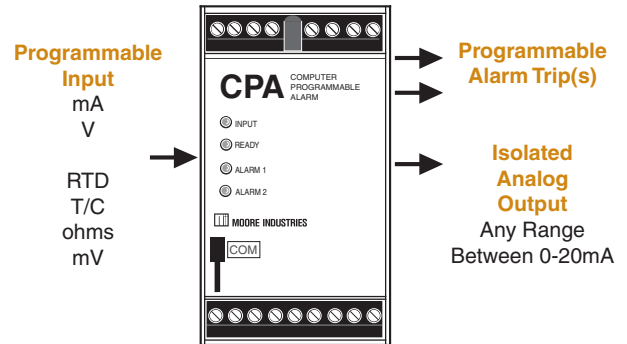 Programmable
Input
mA
V
RTD
T/C
ohms
mV
CPA
COMPUTER
PROGRAMMABLE
ALARM
INPUT
READY
ALARM 1
ALARM 2
MOORE INDUSTRIES
COM
Programmable
Alarm Trip(s)
Isolated
Analog
Output
Any Range
Between 0-20mA